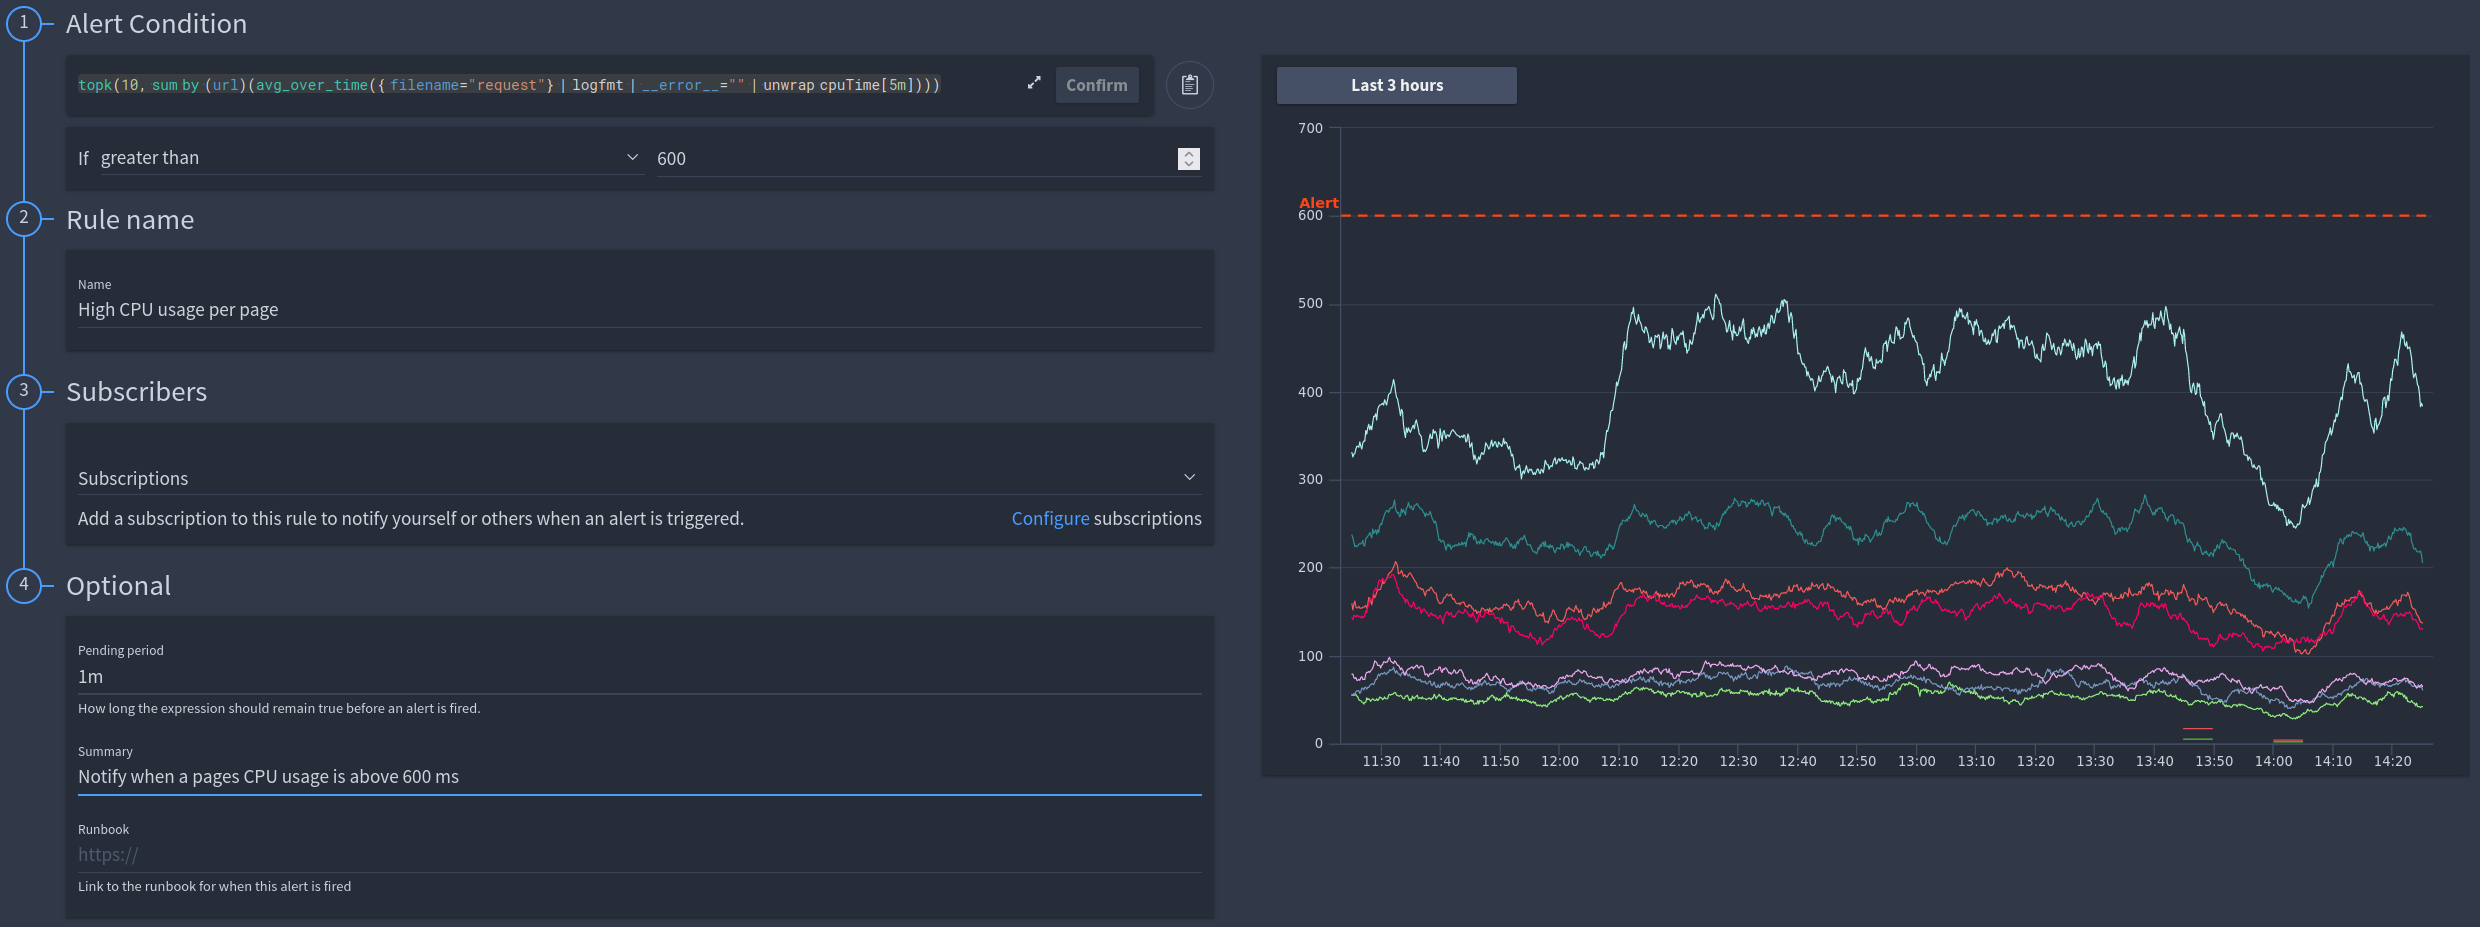 1 Alert Condition
topk(10, sum by (url)(avg_over_time({ filename="request"} | logfmt | __error__="" | unwrap cpuTime[5m])))
Confirm
If greater than 600
2 Rule name
Name
High CPU usage per page
3 Subscribers
Subscriptions
Add a subscription to this rule to notify yourself or others when an alert is triggered. Configure subscriptions
4 Optional
Pending period
1m
How long the expression should remain true before an alert is fired.
Summary
Notify when a pages CPU usage is above 600 ms
Runbook
https://
Link to the runbook for when this alert is fired
Last 3 hours
700
Alert
600
500
400
300
200
100
0
11:30 11:40 11:50 12:00 12:10 12:20 12:30 12:40 12:50 13:00 13:10 13:20 13:30 13:40 13:50 14:00 14:10 14:20